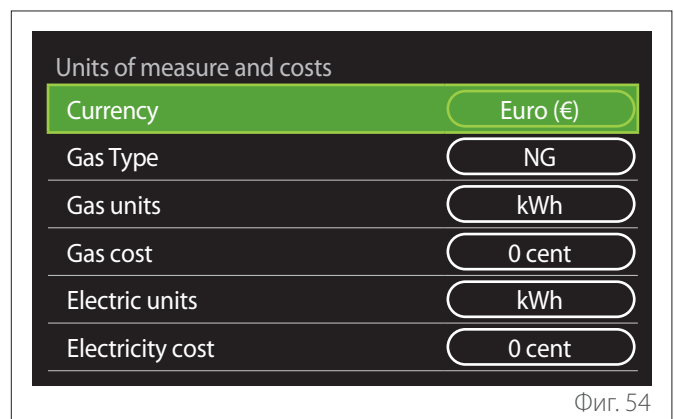 Units of measure and costs
Currency Euro (€)
Gas Type NG
Gas units kWh
Gas cost 0 cent
Electric units kWh
Electricity cost 0 cent
Фиг. 54